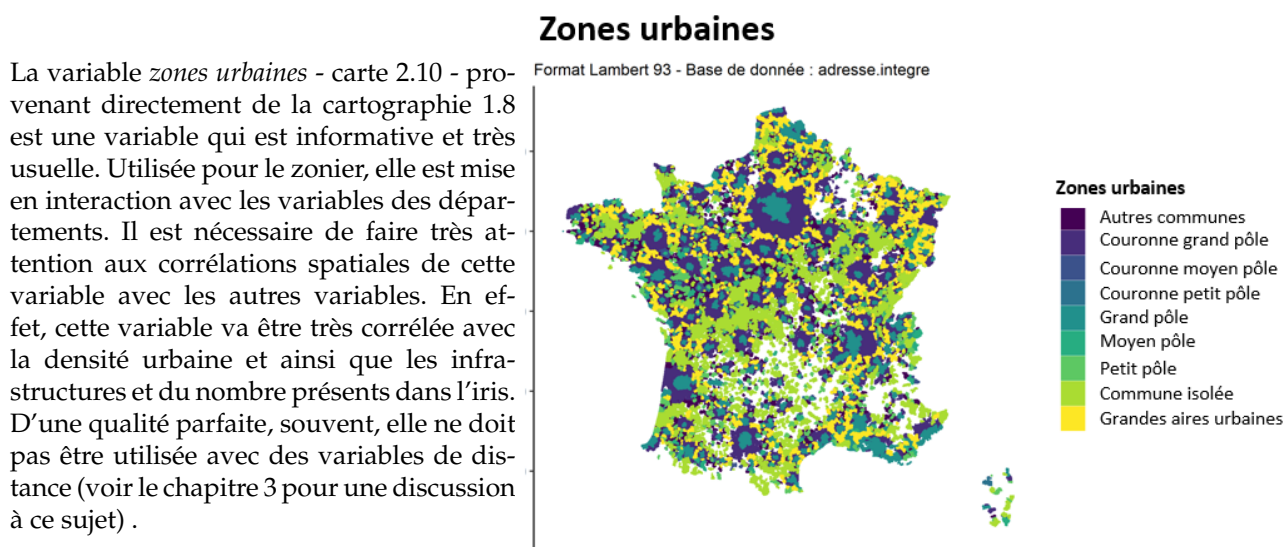 Zones urbaines
La variable zones urbaines - carte 2.10 - pro-
venant directement de la cartographie 1.8
est une variable qui est informative et très
usuelle. Utilisée pour le zonier, elle est mise
en interaction avec les variables des dépar-
tements. Il est nécessaire de faire très at-
tention aux corrélations spatiales de cette
variable avec les autres variables. En ef-
fet, cette variable va être très corrélée avec
la densité urbaine et ainsi que les infra-
structures et du nombre présents dans l'iris.
D'une qualité parfaite, souvent, elle ne doit
pas être utilisée avec des variables de dis-
tance (voir le chapitre 3 pour une discussion
à ce sujet) .
Format Lambert 93 - Base de donnée : adresse.integre
Zones urbaines
Autres communes
Couronne grand pôle
Couronne moyen pôle
Couronne petit pôle
Grand pôle
Moyen pôle
Petit pôle
Commune isolée
Grandes aires urbaines